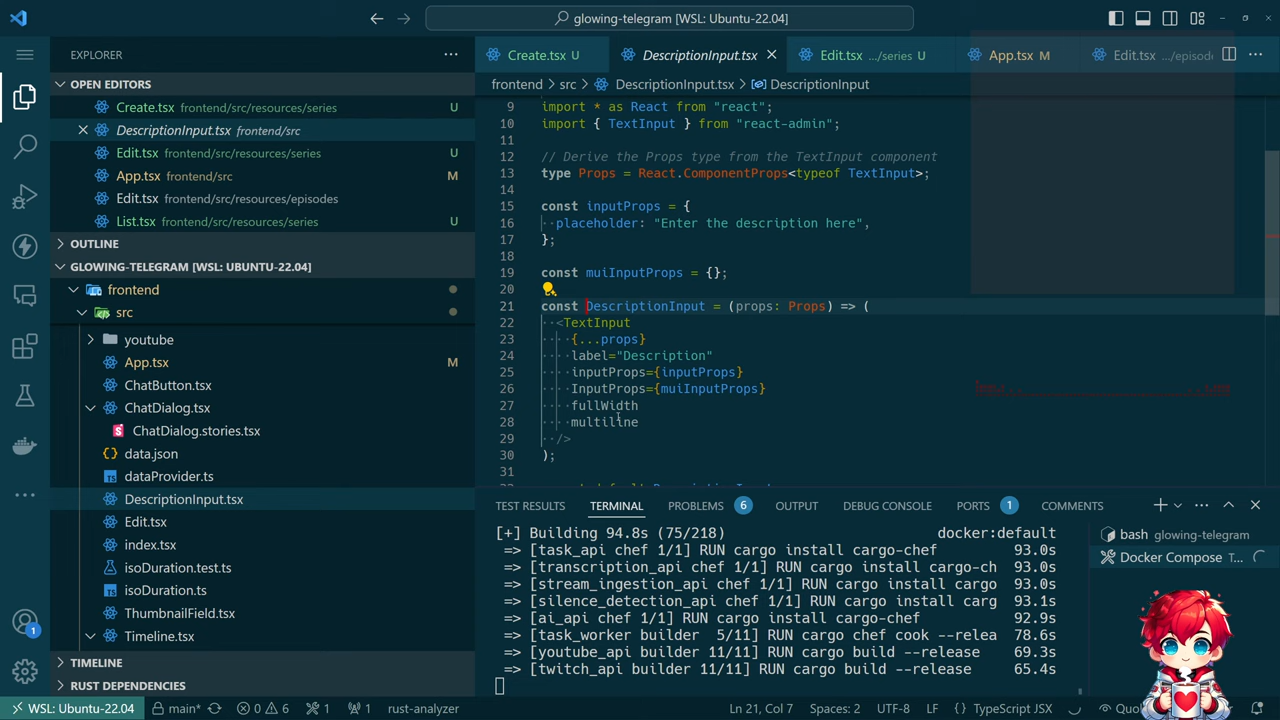 glowing-telegram [WSL: Ubuntu-22.04]
EXPLORER
OPEN EDITORS
Create.tsx frontend/src/resources/series U
DescriptionInput.tsx frontend/src
Edit.tsx frontend/src/resources/series U
App.tsx frontend/src M
Edit.tsx frontend/src/resources/episodes
List.tsx frontend/src/resources/series U
OUTLINE
GLOWING-TELEGRAM [WSL: UBUNTU-22.04]
frontend
src
youtube
App.tsx M
ChatButton.tsx
ChatDialog.tsx
ChatDialog.stories.tsx
data.json
dataProvider.ts
DescriptionInput.tsx
Edit.tsx
index.tsx
isoDuration.test.ts
isoDuration.ts
ThumbnailField.tsx
Timeline.tsx
TIMELINE
RUST DEPENDENCIES
Create.tsx U DescriptionInput.tsx Edit.tsx .../series U App.tsx M Edit.tsx .../episode
frontend > src > DescriptionInput.tsx > DescriptionInput
9 import * as React from "react";
10 import { TextInput } from "react-admin";
11
12 // Derive the Props type from the TextInput component
13 type Props = React.ComponentProps<typeof TextInput>;
14
15 const inputProps = {
16 placeholder: "Enter the description here",
17 };
18
19 const muiInputProps = {};
20
21 const DescriptionInput = (props: Props) => (
22 <TextInput
23 {...props}
24 label="Description"
25 inputProps={inputProps}
26 InputProps={muiInputProps}
27 fullWidth
28 multiline
29 />
30 );
31
TEST RESULTS TERMINAL PROBLEMS 6 OUTPUT DEBUG CONSOLE PORTS 1 COMMENTS
[+] Building 94.8s (75/218) docker:default
=> [task_api chef 1/1] RUN cargo install cargo-chef 93.0s
=> [transcription_api chef 1/1] RUN cargo install cargo-ch 93.0s
=> [stream_ingestion_api chef 1/1] RUN cargo install cargo 93.0s
=> [silence_detection_api chef 1/1] RUN cargo install carg 93.1s
=> [ai_api chef 1/1] RUN cargo install cargo-chef 92.9s
=> [task_worker builder 5/11] RUN cargo chef cook --relea 78.6s
=> [youtube_api builder 11/11] RUN cargo build --release 69.3s
=> [twitch_api builder 11/11] RUN cargo build --release 65.4s
bash glowing-telegram
Docker Compose T...
1
WSL: Ubuntu-22.04 main* 0 6 1 1 rust-analyzer Ln 21, Col 7 Spaces: 2 UTF-8 LF TypeScript JSX Quo